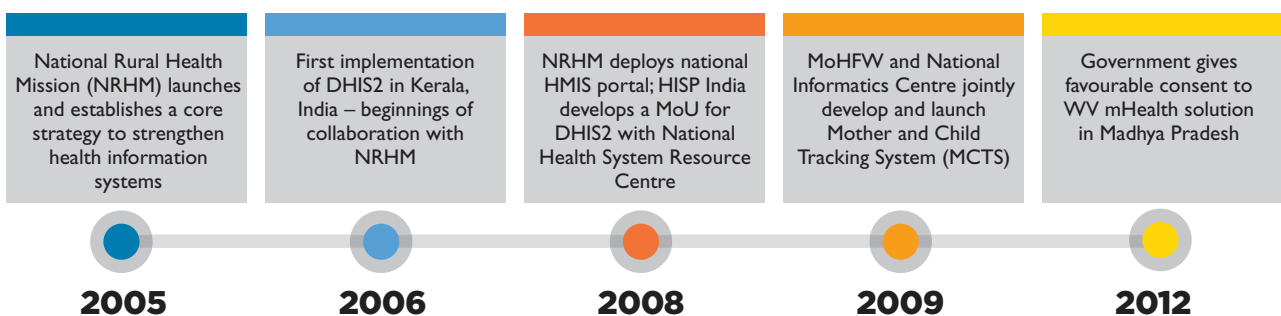 National Rural Health
Mission (NRHM) launches
and establishes a core
strategy to strengthen
health information
systems
2005
First implementation
of DHIS2 in Kerala,
India – beginnings of
collaboration with
NRHM
2006
NRHM deploys national
HMIS portal; HISP India
develops a MoU for
DHIS2 with National
Health System Resource
Centre
2008
MoHFW and National
Informatics Centre jointly
develop and launch
Mother and Child
Tracking System (MCTS)
2009
Government gives
favourable consent to
WV mHealth solution
in Madhya Pradesh
2012